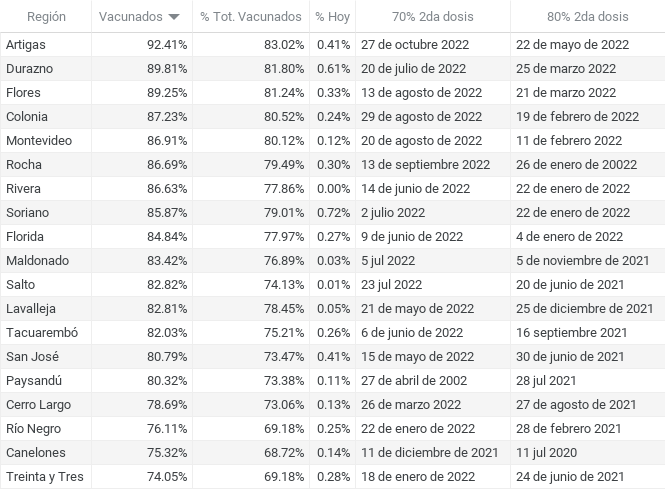 Región Vacunados % Tot. Vacunados % Hoy 70% 2da dosis 80% 2da dosis
Artigas 92.41% 83.02% 0.41% 27 de octubre 2022 22 de mayo de 2022
Durazno 89.81% 81.80% 0.61% 20 de julio de 2022 25 de marzo 2022
Flores 89.25% 81.24% 0.33% 13 de agosto de 2022 21 de marzo 2022
Colonia 87.23% 80.52% 0.24% 29 de agosto de 2022 19 de febrero de 2022
Montevideo 86.91% 80.12% 0.12% 20 de agosto de 2022 11 de febrero 2022
Rocha 86.69% 79.49% 0.30% 13 de septiembre 2022 26 de enero de 20022
Rivera 86.63% 77.86% 0.00% 14 de junio de 2022 22 de enero de 2022
Soriano 85.87% 79.01% 0.72% 2 julio 2022 22 de enero de 2022
Florida 84.84% 77.97% 0.27% 9 de junio de 2022 4 de enero de 2022
Maldonado 83.42% 76.89% 0.03% 5 jul 2022 5 de noviembre de 2021
Salto 82.82% 74.13% 0.01% 23 jul 2022 20 de junio de 2021
Lavalleja 82.81% 78.45% 0.05% 21 de mayo de 2022 25 de diciembre de 2021
Tacuarembó 82.03% 75.21% 0.26% 6 de junio de 2022 16 septiembre 2021
San José 80.79% 73.47% 0.41% 15 de mayo de 2022 30 de junio de 2021
Paysandú 80.32% 73.38% 0.11% 27 de abril de 2002 28 jul 2021
Cerro Largo 78.69% 73.06% 0.13% 26 de marzo 2022 27 de agosto de 2021
Río Negro 76.11% 69.18% 0.25% 22 de enero de 2022 28 de febrero 2021
Canelones 75.32% 68.72% 0.14% 11 de diciembre de 2021 11 jul 2020
Treinta y Tres 74.05% 69.18% 0.28% 18 de enero de 2022 24 de junio de 2021